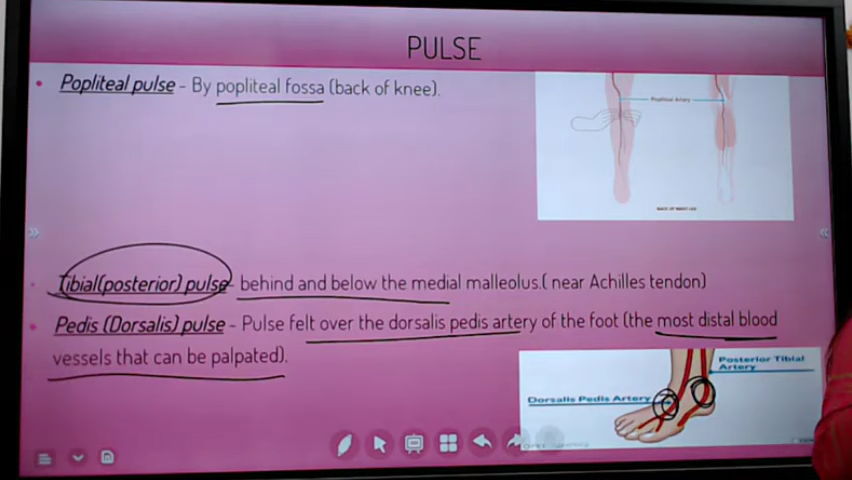 PULSE
• Popliteal pulse - By popliteal fossa (back of knee).
Popliteal Artery
• Tibial(posterior) pulse- behind and below the medial malleolus.( near Achilles tendon)
• Pedis (Dorsalis) pulse - Pulse felt over the dorsalis pedis artery of the foot (the most distal blood
vessels that can be palpated).
Posterior Tibial
Artery
Dorsalis Pedis Artery